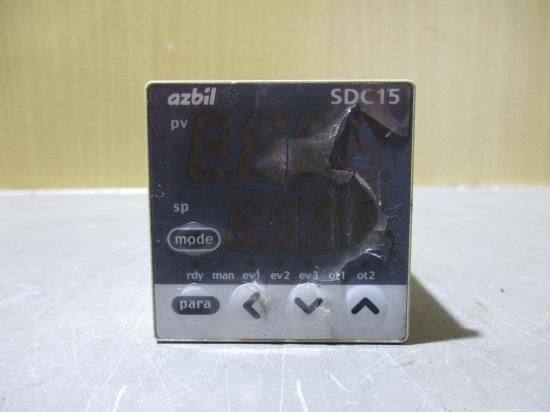 azbil SDC15
pv
sp
mode
rdy man ev1 ev2 ev3 ot1 ot2
para